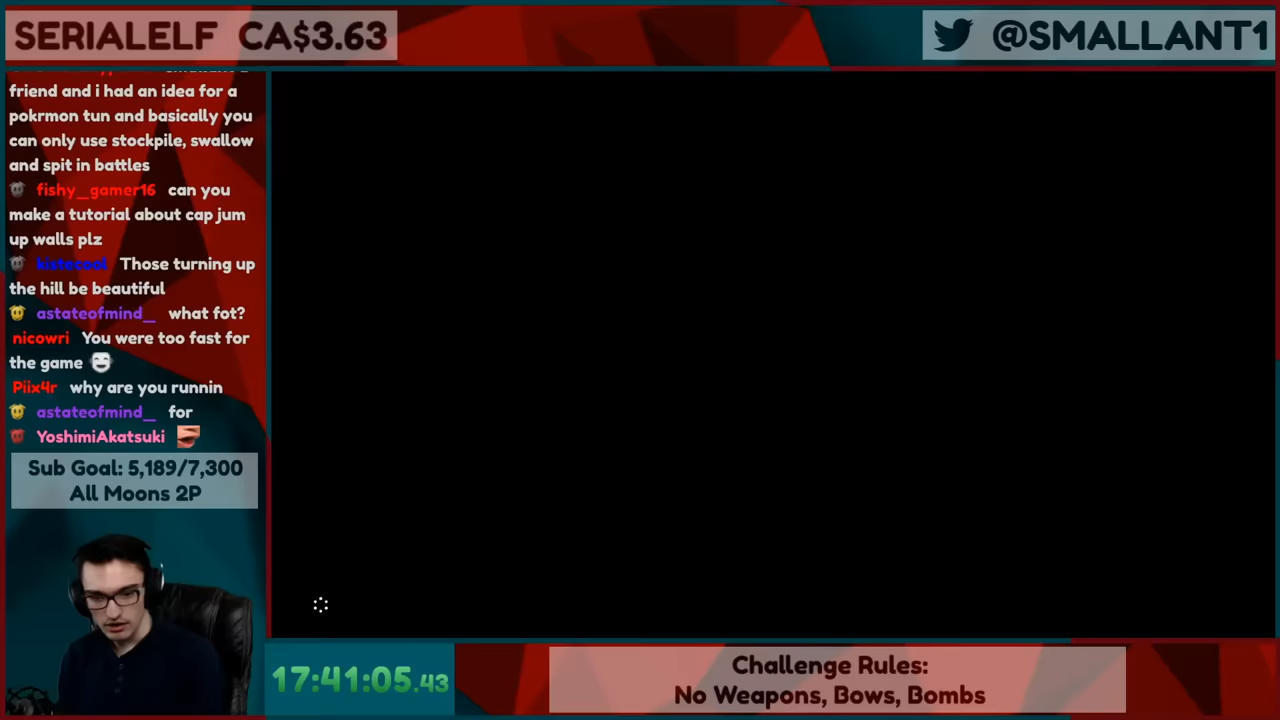 SERIALELF CA$3.63
@SMALLANT1
friend and i had an idea for a
pokrmon tun and basically you
can only use stockpile, swallow
and spit in battles
fishy_gamer16 can you
make a tutorial about cap jum
up walls plz
kistecool Those turning up
the hill be beautiful
astateofmind_ what fot?
nicowri You were too fast for
the game
Piix4r why are you runnin
astateofmind_ for
YoshimiAkatsuki
Sub Goal: 5,189/7,300
All Moons 2P
17:41:05.43
Challenge Rules:
No Weapons, Bows, Bombs